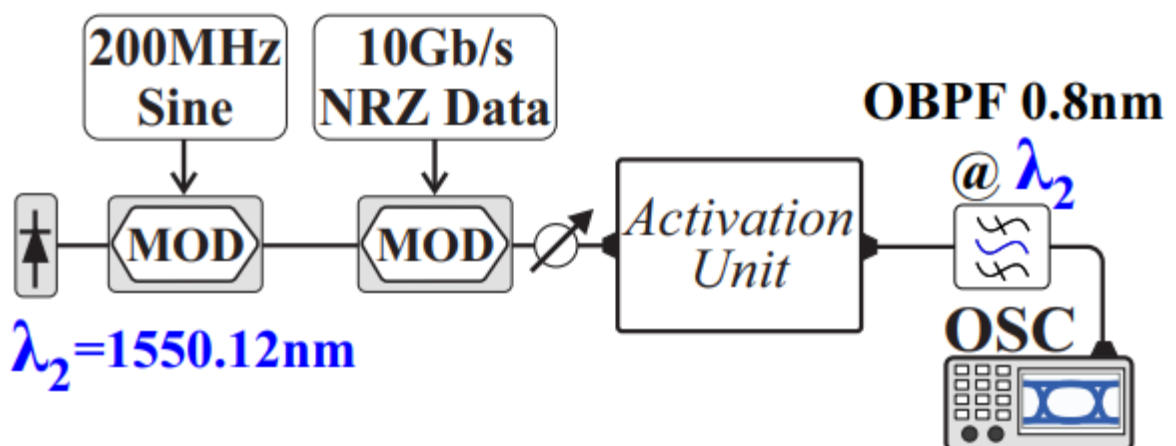 200MHz
Sine
10Gb/s
NRZ Data
OBPF 0.8nm
@ λ2
MOD
MOD
Activation
Unit
λ2=1550.12nm
OSC